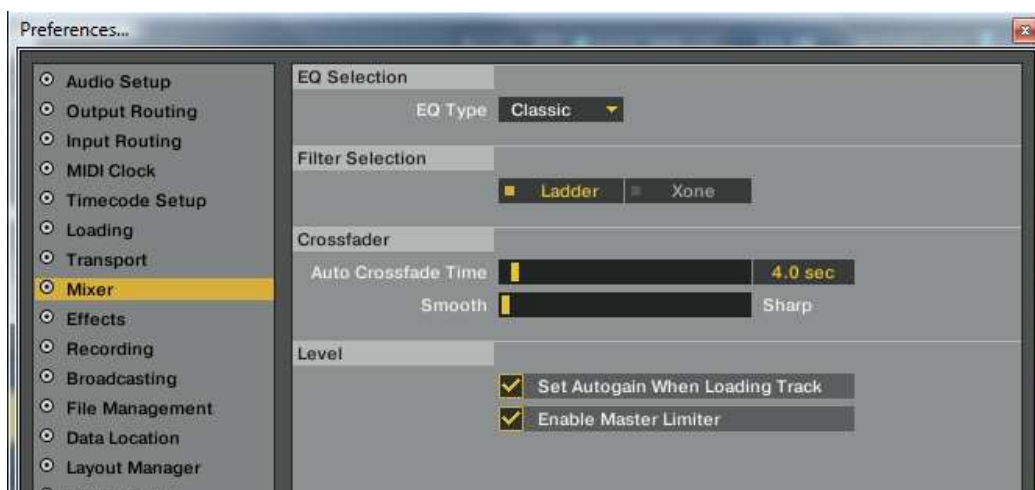 Preferences...
Audio Setup
Output Routing
Input Routing
MIDI Clock
Timecode Setup
Loading
Transport
Mixer
Effects
Recording
Broadcasting
File Management
Data Location
Layout Manager
EQ Selection
EQ Type Classic
Filter Selection
Ladder Xone
Crossfader
Auto Crossfade Time 4.0 sec
Smooth Sharp
Level
Set Autogain When Loading Track
Enable Master Limiter